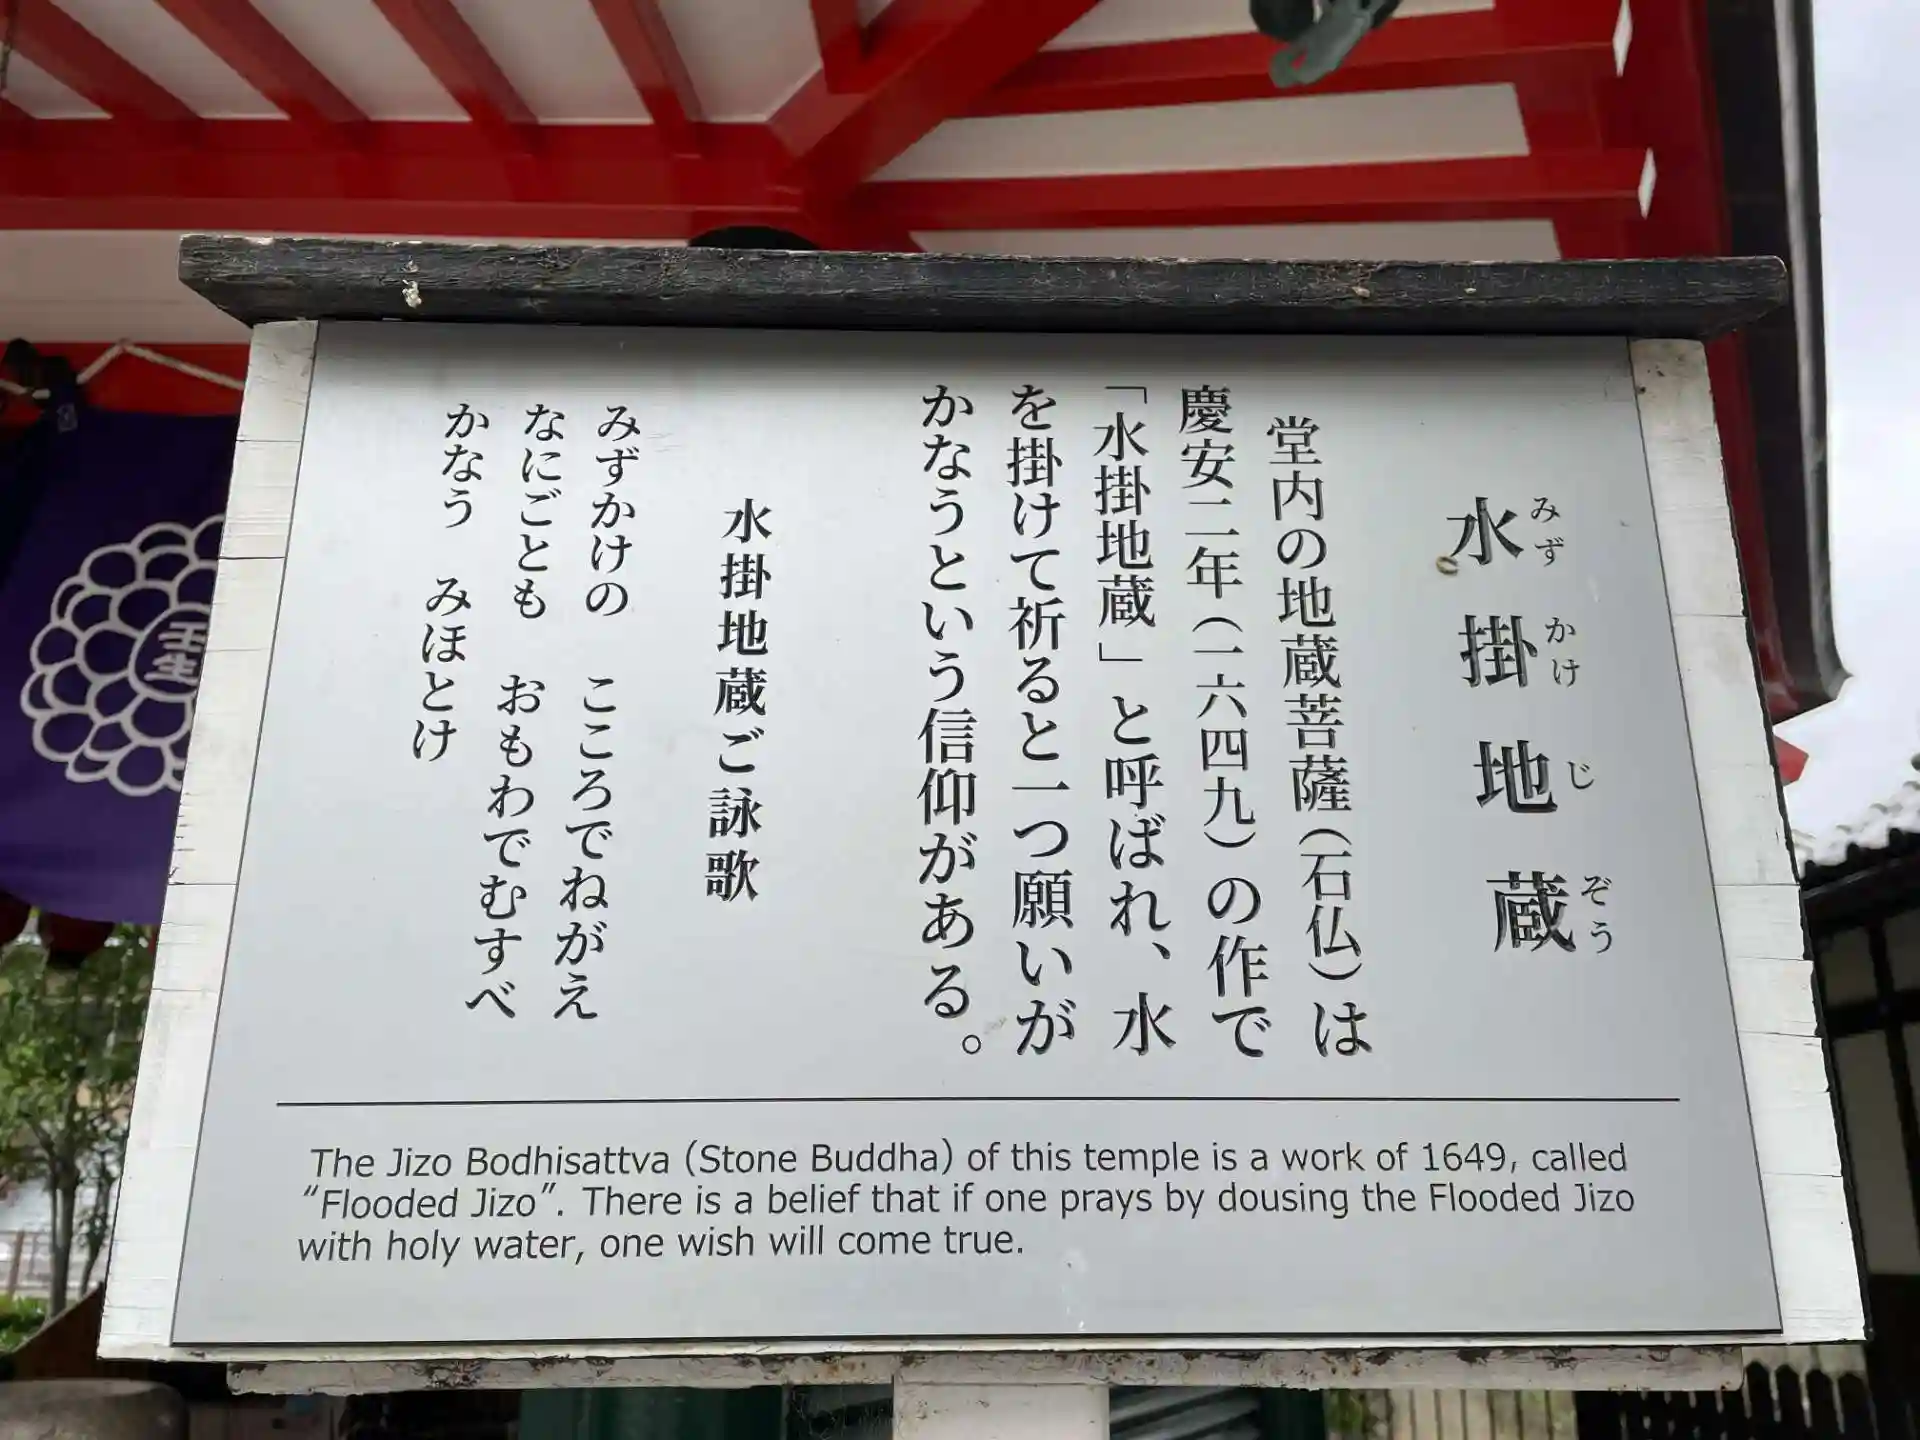 水掛地蔵
みずかけじぞう
堂内の地蔵菩薩（石仏）は
慶安二年（一六四九）の作で
「水掛地蔵」と呼ばれ、水
を掛けて祈ると一つ願いが
かなうという信仰がある。
水掛地蔵ご詠歌
みずかけの　こころでねがえ
なにごとも　おもわでむすべ
かなう　みほとけ
The Jizo Bodhisattva (Stone Buddha) of this temple is a work of 1649, called
“Flooded Jizo”. There is a belief that if one prays by dousing the Flooded Jizo
with holy water, one wish will come true.
壬生